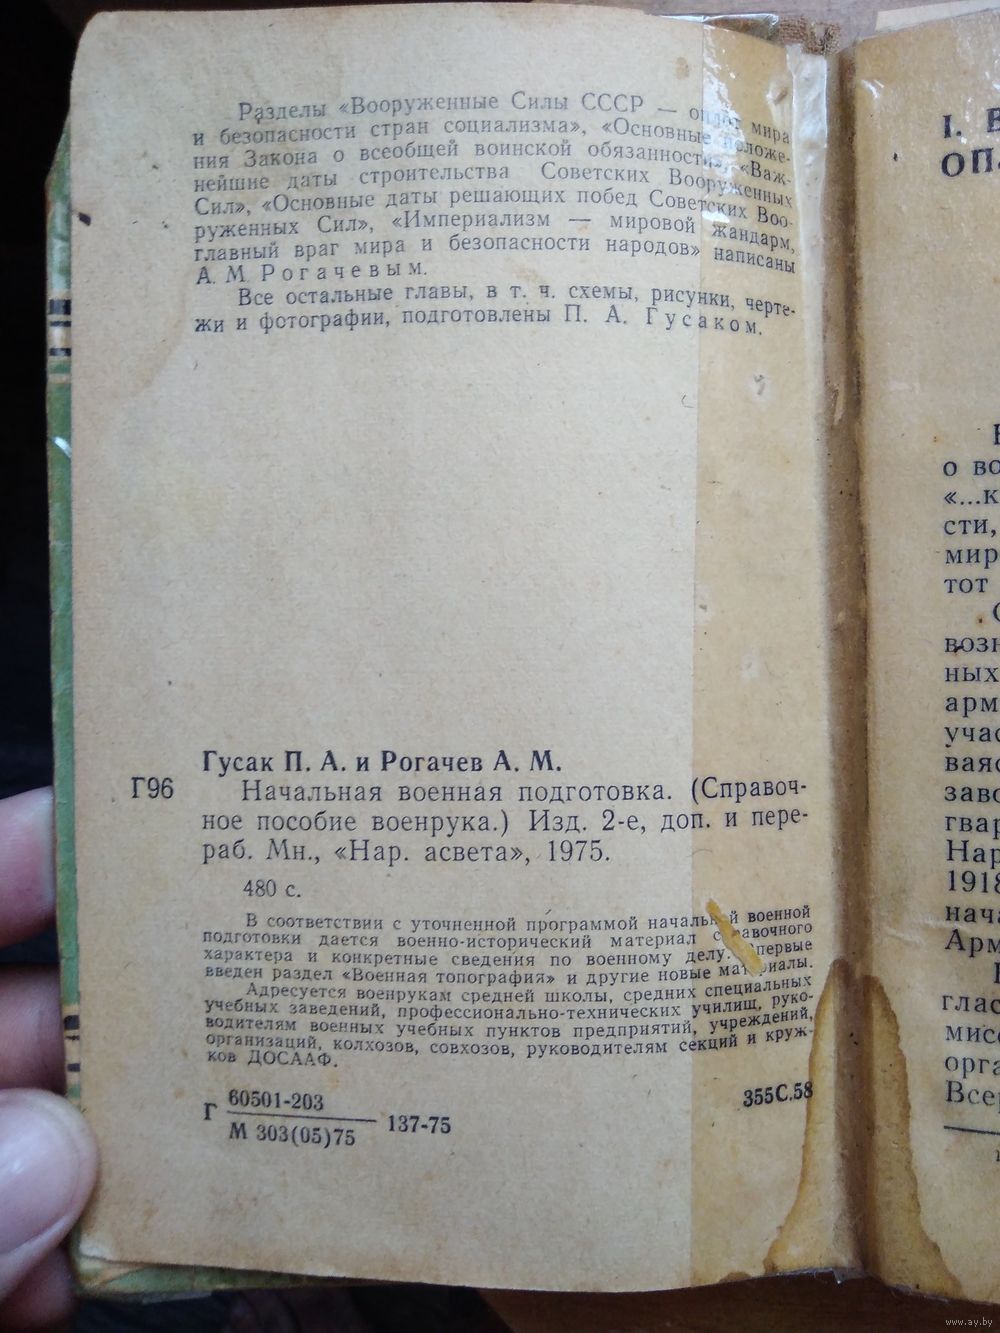 Разделы «Вооруженные Силы СССР — оплот мира
и безопасности стран социализма», «Основные положе-
ния Закона о всеобщей воинской обязанности», «Важ-
нейшие даты строительства Советских Вооруженных
Сил», «Основные даты решающих побед Советских Воо-
руженных Сил», «Империализм — мировой жандарм,
главный враг мира и безопасности народов» написаны
А. М. Рогачевым.
Все остальные главы, в т. ч. схемы, рисунки, черте-
жи и фотографии, подготовлены П. А. Гусаком.
Гусак П. А. и Рогачев А. М.
Г96 Начальная военная подготовка. (Справоч-
ное пособие военрука.) Изд. 2-е, доп. и пере-
раб. Мн., «Нар. асвета», 1975.
480 с.
В соответствии с уточненной программой начальной военной
подготовки дается военно-исторический материал справочного
характера и конкретные сведения по военному делу. Впервые
введен раздел «Военная топография» и другие новые материалы.
Адресуется военрукам средней школы, средних специальных
учебных заведений, профессионально-технических училищ, руко-
водителям военных учебных пунктов предприятий, учреждений,
организаций, колхозов, совхозов, руководителям секций и круж-
ков ДОСААФ.
Г 60501-203
М 303(05)75 — 137-75
355С.58
I. В
ОП
о во
«...к
сти,
мир
тот
С
возн
ных
арм
учас
ваяс
заво
гвар
Нар
1918
нача
Арм
глас
мисс
орга
Всер
www.ay.by